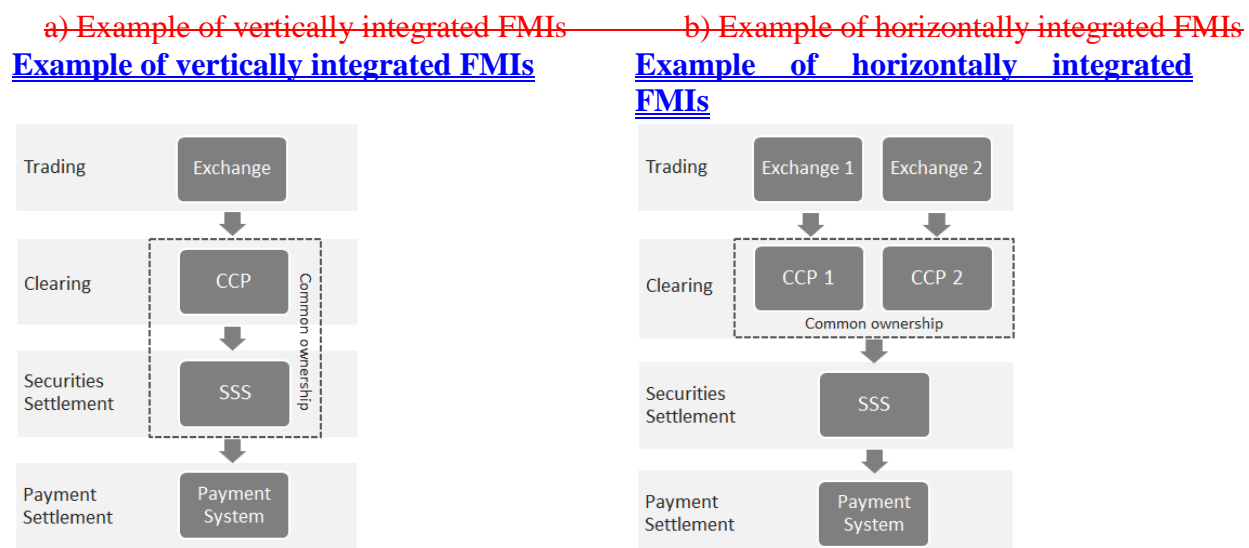 a) Example of vertically integrated FMIs b) Example of horizontally integrated FMIs
Example of vertically integrated FMIs
Trading
Exchange
Clearing
CCP
Common ownership
Securities
Settlement
SSS
Payment
Settlement
Payment
System
Example of horizontally integrated
FMIs
Trading
Exchange 1
Exchange 2
Clearing
CCP 1
CCP 2
Common ownership
Securities
Settlement
SSS
Payment
Settlement
Payment
System